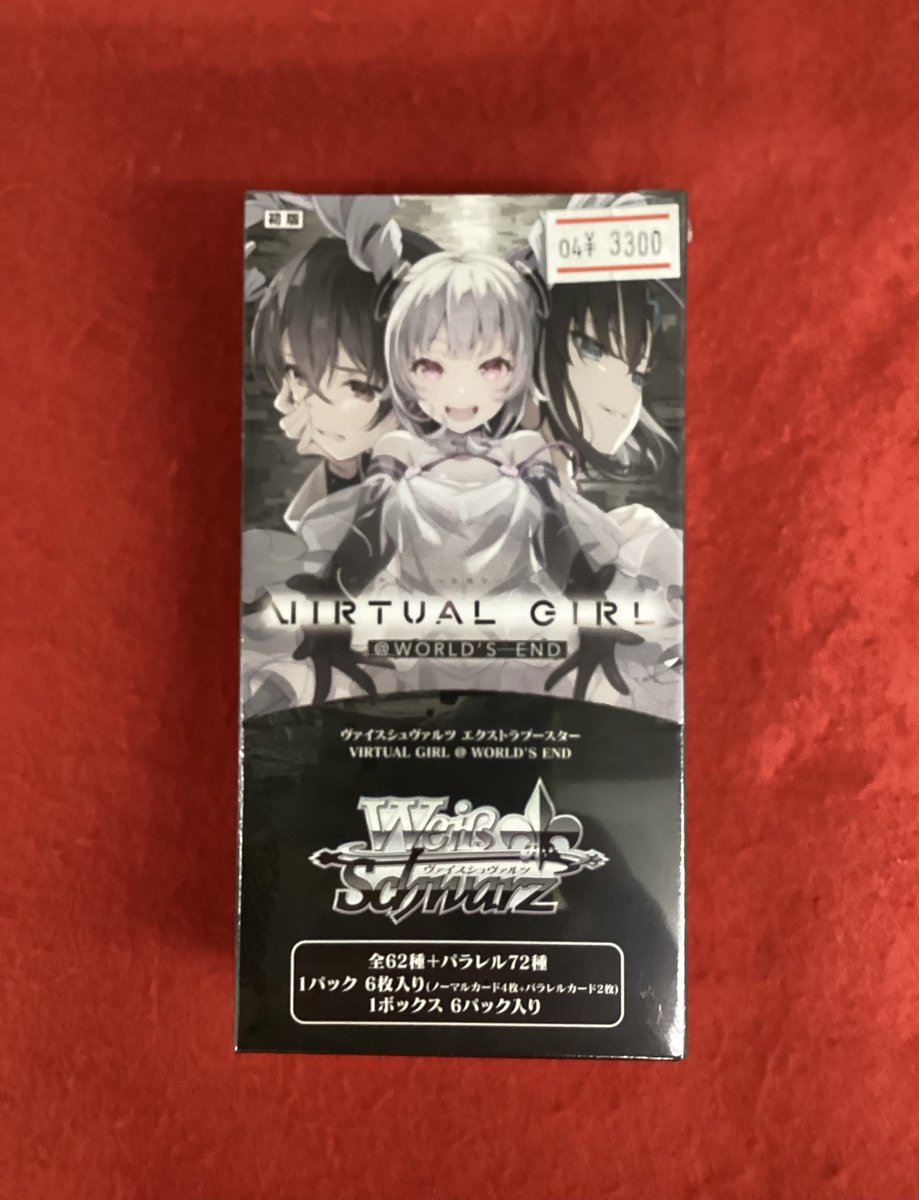 初版
04¥ 3300
VIRTUAL GIRL
@WORLD'S END
ヴァイスシュヴァルツ エクストラブースター
VIRTUAL GIRL @ WORLD'S END
Weiß
ヴァイスシュヴァルツ
Schwarz
全62種+パラレル72種
1パック 6枚入り(ノーマルカード4枚+パラレルカード2枚)
1ボックス 6パック入り